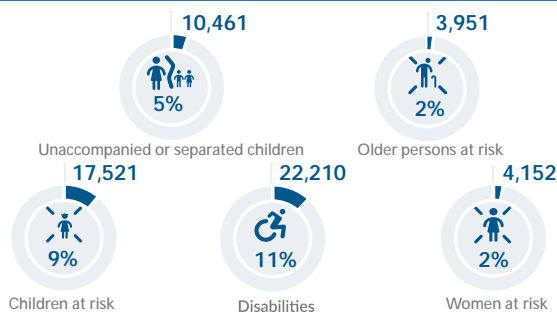 10,461
3,951
5%
2%
Unaccompanied or separated children
Older persons at risk
17,521
22,210
4,152
9%
11%
2%
Children at risk
Disabilities
Women at risk